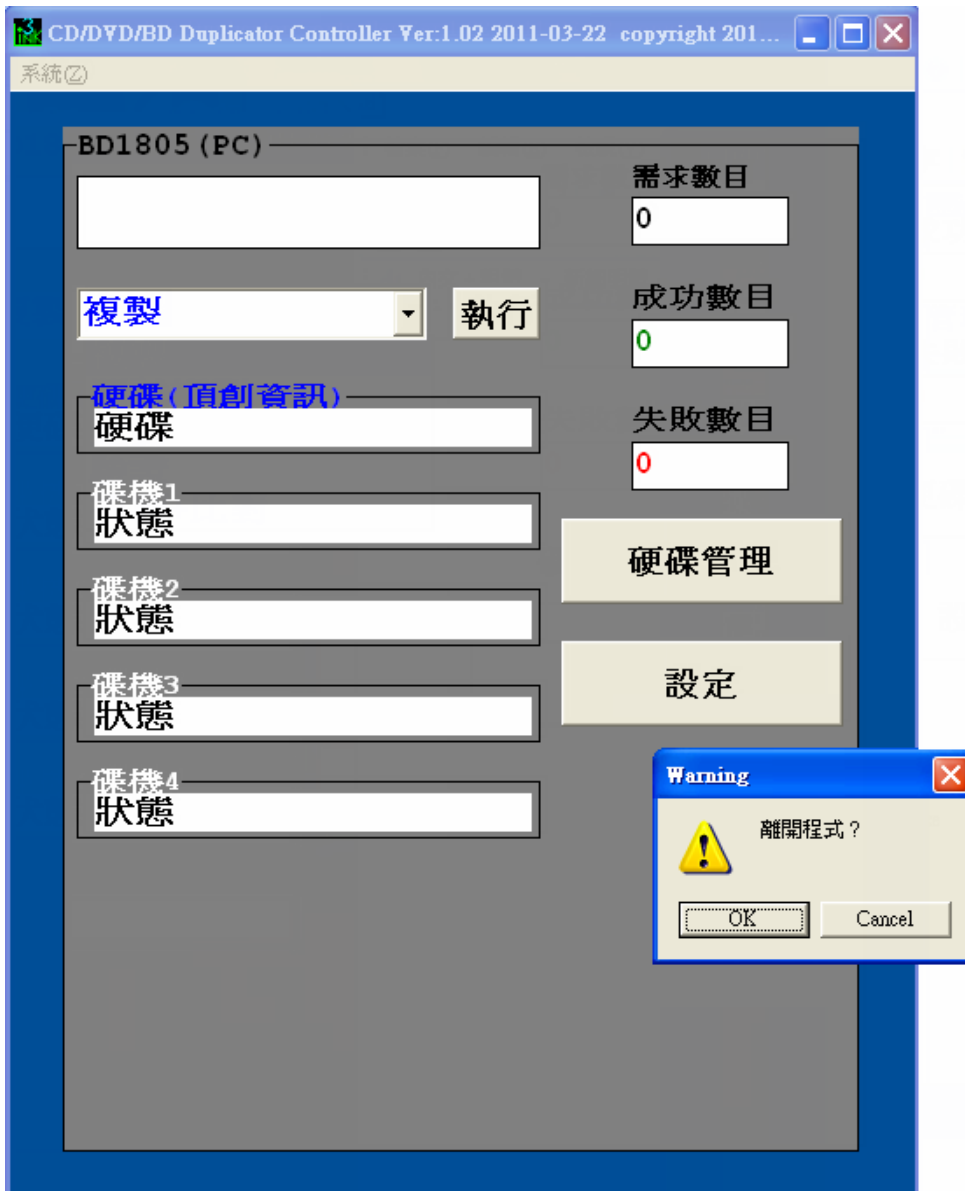 CD/DVD/BD Duplicator Controller Ver:1.02 2011-03-22 copyright 201...
系統(Z)
BD1805(PC)
需求數目
0
複製
執行
成功數目
0
硬碟(頂創資訊)
硬碟
失敗數目
0
碟機1
狀態
硬碟管理
碟機2
狀態
設定
碟機3
狀態
碟機4
狀態
Warning
離開程式？
OK
Cancel